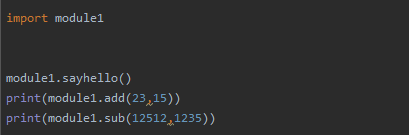 import module1
module1.sayhello()
print(module1.add(23,15))
print(module1.sub(12512,1235))